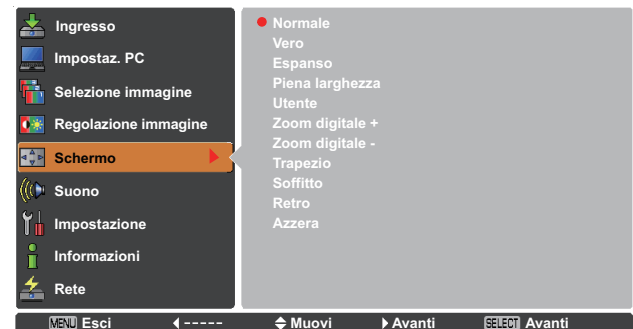 Ingresso
Impostaz. PC
Selezione immagine
Regolazione immagine
Schermo
Suono
Impostazione
Informazioni
Rete
Normale
Vero
Espanso
Piena larghezza
Utente
Zoom digitale +
Zoom digitale -
Trapezio
Soffitto
Retro
Azzera
MENU Esci ----- Muovi Avanti SELECT Avanti